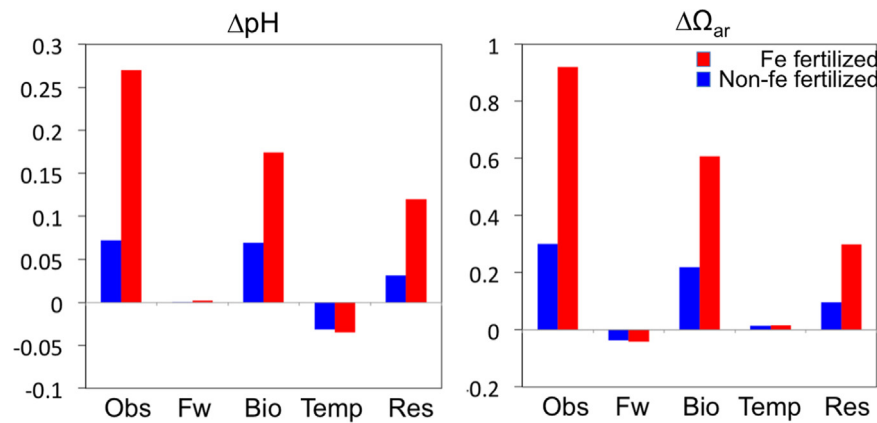 ΔpH
0.3
0.25
0.2
0.15
0.1
0.05
0
-0.05
-0.1
Obs Fw Bio Temp Res
ΔΩar
1
0.8
0.6
0.4
0.2
0
-0.2
Fe fertilized
Non-fe fertilized
Obs Fw Bio Temp Res